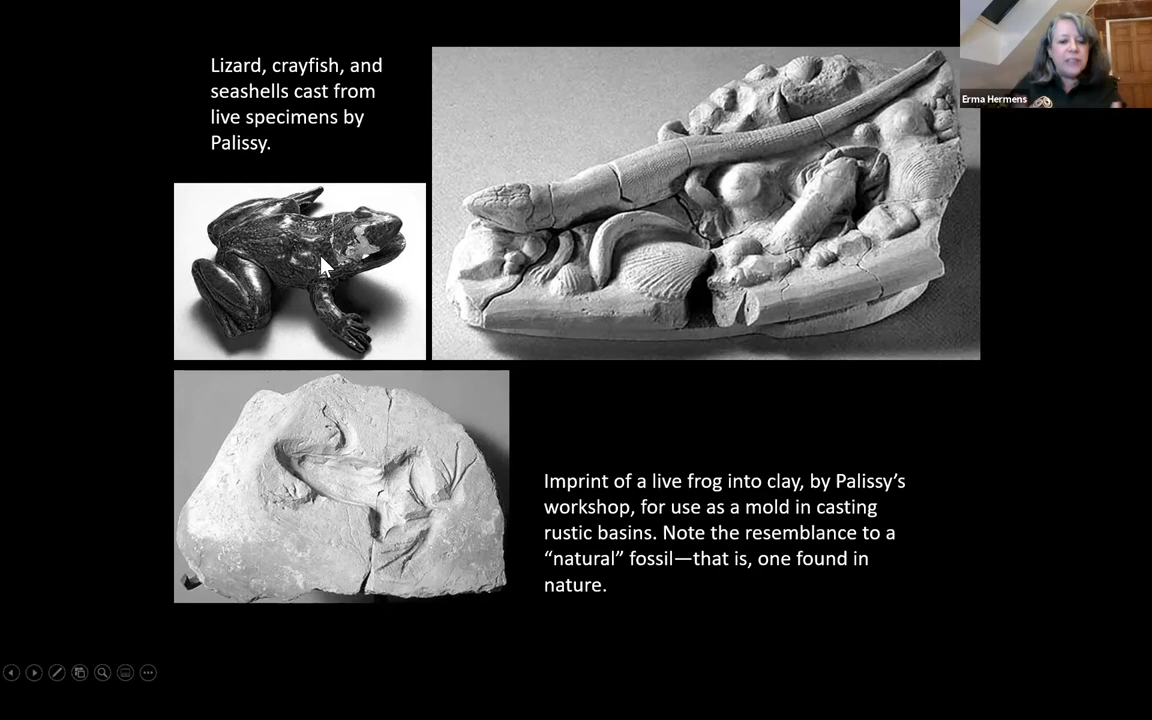 Lizard, crayfish, and
seashells cast from
live specimens by
Palissy.
Erma Hermens
Imprint of a live frog into clay, by Palissy’s
workshop, for use as a mold in casting
rustic basins. Note the resemblance to a
“natural” fossil—that is, one found in
nature.